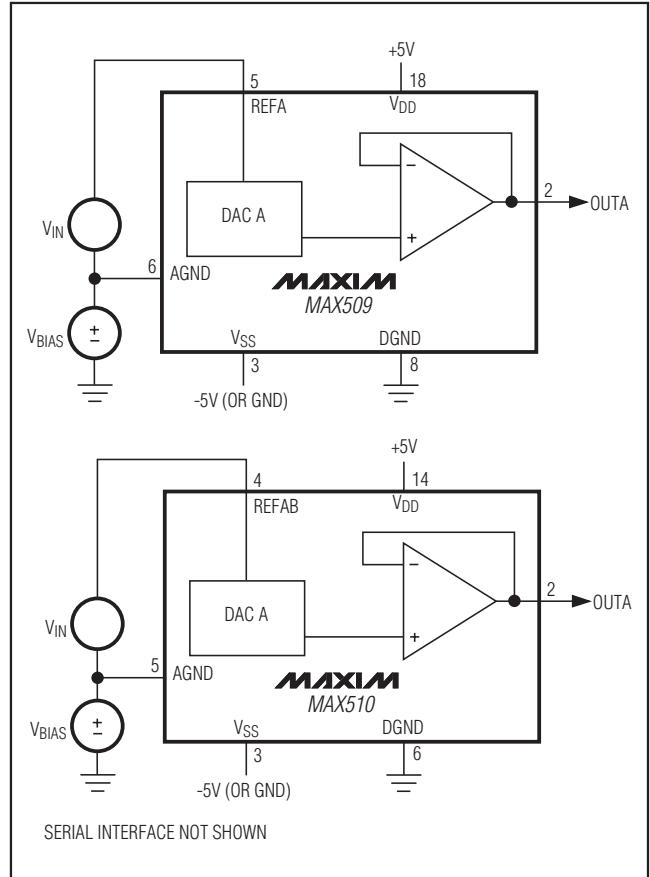 +5V
5
18
REFA
VDD
−
2
DAC A
OUTA
VIN
+
6
AGND
MAXIM
MAX509
VBIAS
+
−
VSS
DGND
3
8
-5V (OR GND)
+5V
4
14
REFAB
VDD
−
2
DAC A
OUTA
VIN
+
5
AGND
MAXIM
MAX510
VBIAS
+
−
VSS
DGND
3
6
-5V (OR GND)
SERIAL INTERFACE NOT SHOWN